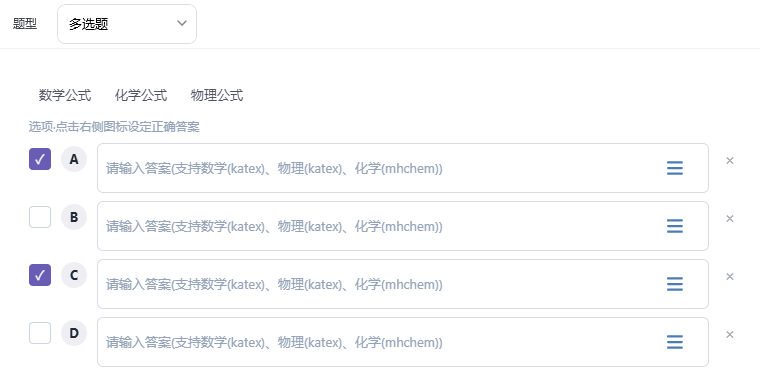 题型 多选题
数学公式 化学公式 物理公式
选项,点击右侧图标设定正确答案
A 请输入答案(支持数学(katex)、物理(katex)、化学(mhchem)) ×
B 请输入答案(支持数学(katex)、物理(katex)、化学(mhchem)) ×
C 请输入答案(支持数学(katex)、物理(katex)、化学(mhchem)) ×
D 请输入答案(支持数学(katex)、物理(katex)、化学(mhchem)) ×